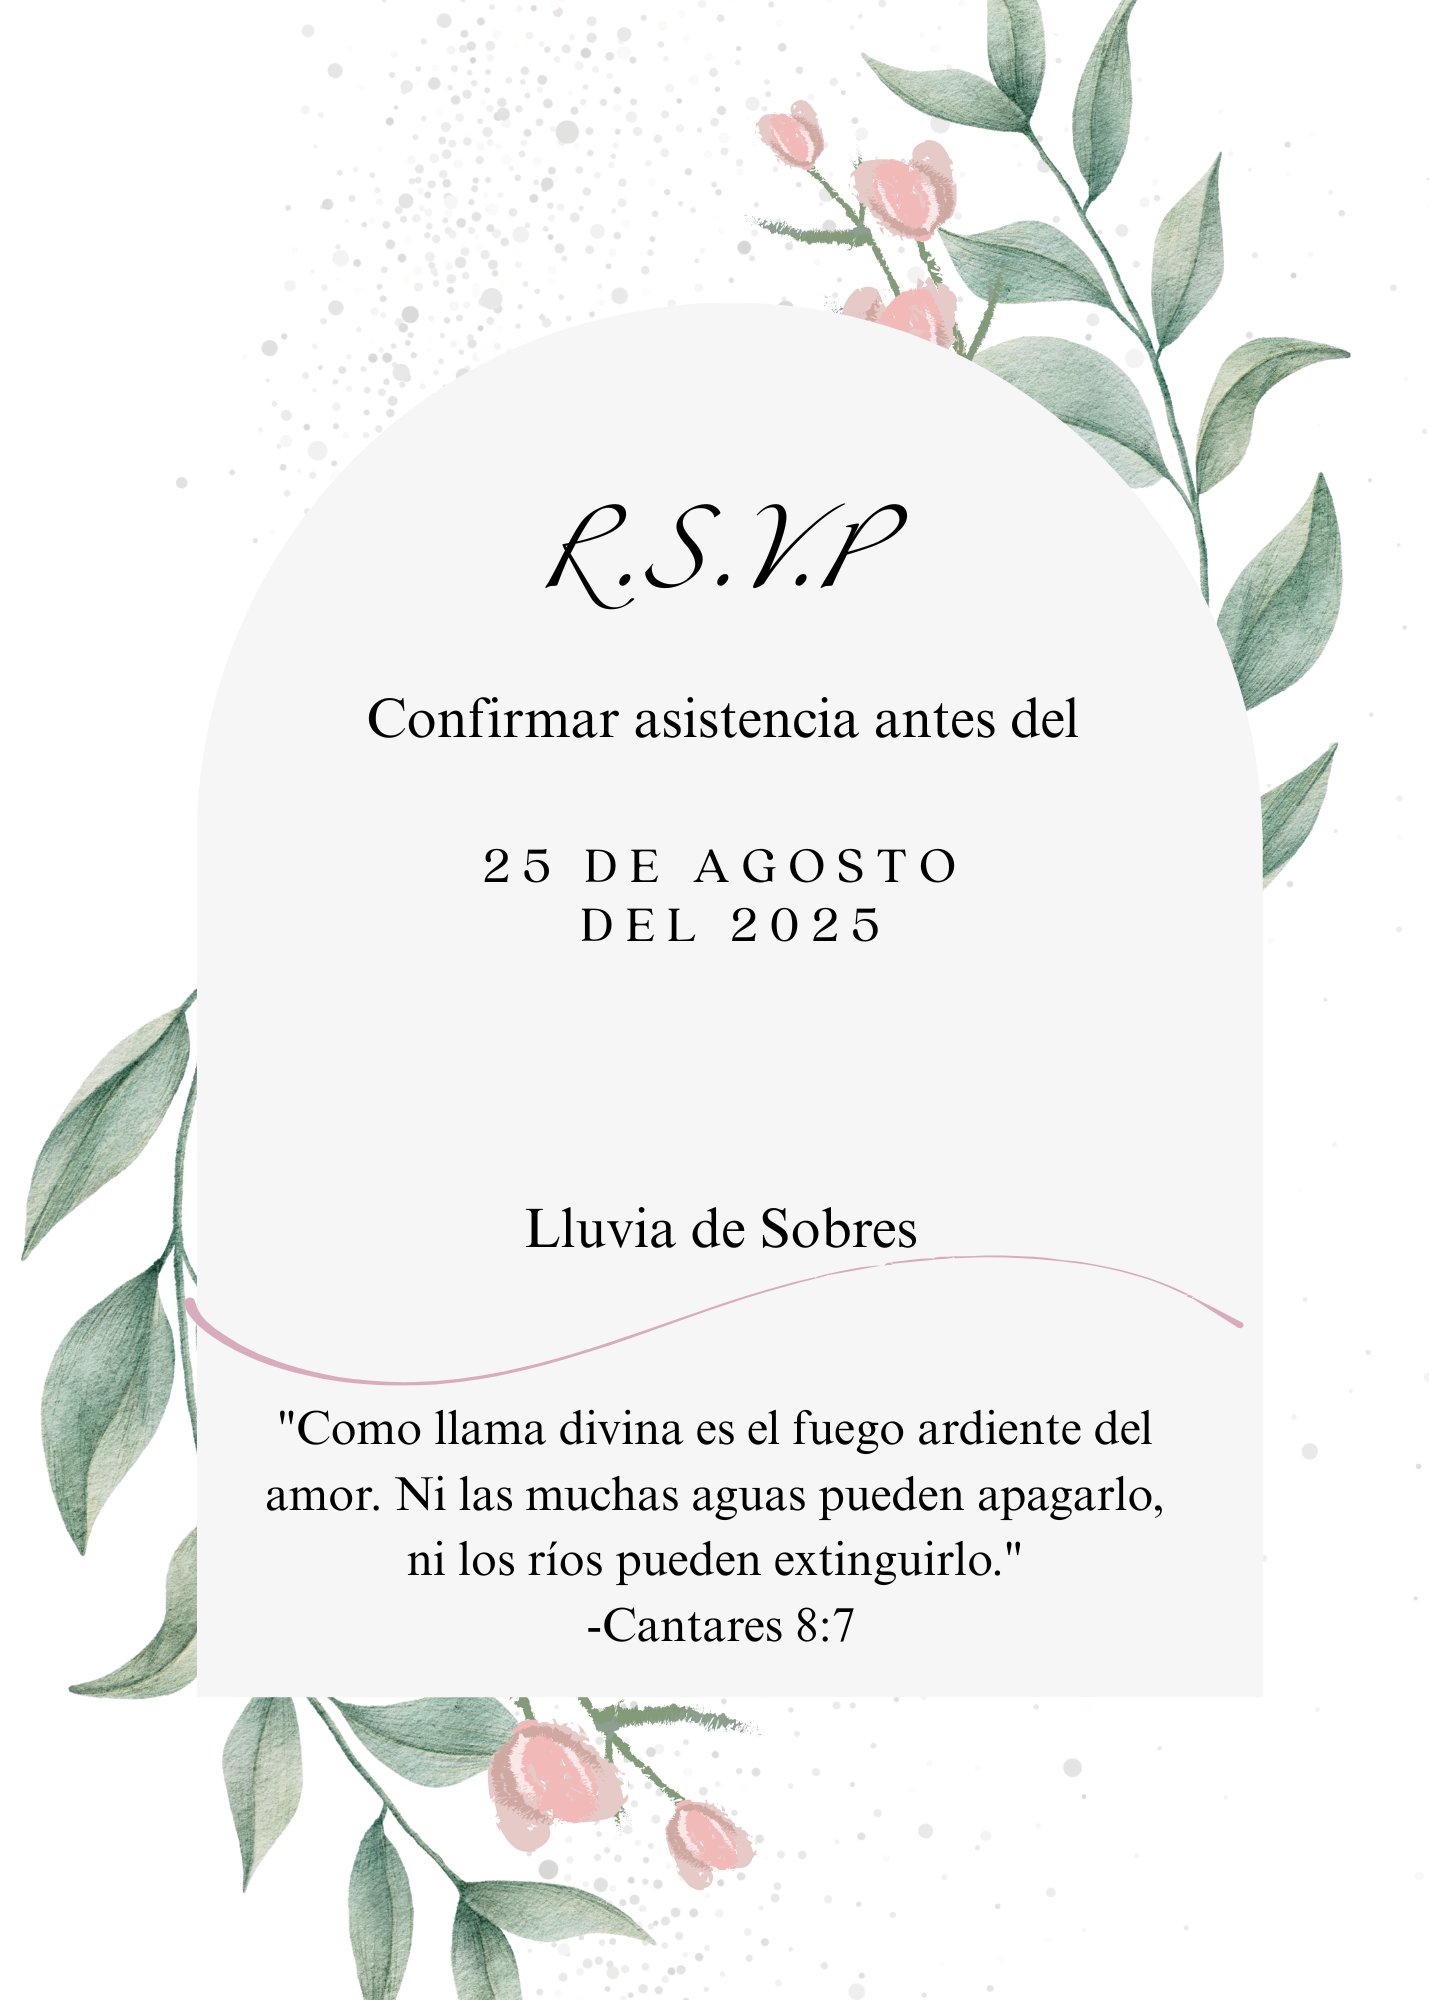 R.S.V.P
Confirmar asistencia antes del
25 DE AGOSTO
DEL 2025
Lluvia de Sobres
"Como llama divina es el fuego ardiente del
amor. Ni las muchas aguas pueden apagarlo,
ni los ríos pueden extinguirlo."
-Cantares 8:7